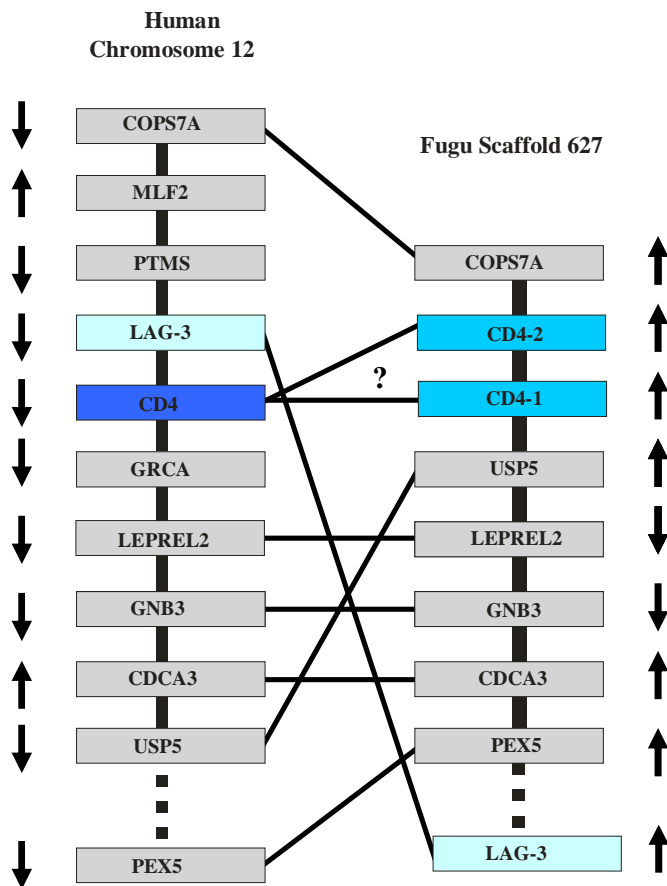 Human
Chromosome 12
COPS7A
MLF2
PTMS
LAG-3
CD4
GRCA
LEPREL2
GNB3
CDCA3
USP5
PEX5
?
Fugu Scaffold 627
COPS7A
CD4-2
CD4-1
USP5
LEPREL2
GNB3
CDCA3
PEX5
LAG-3